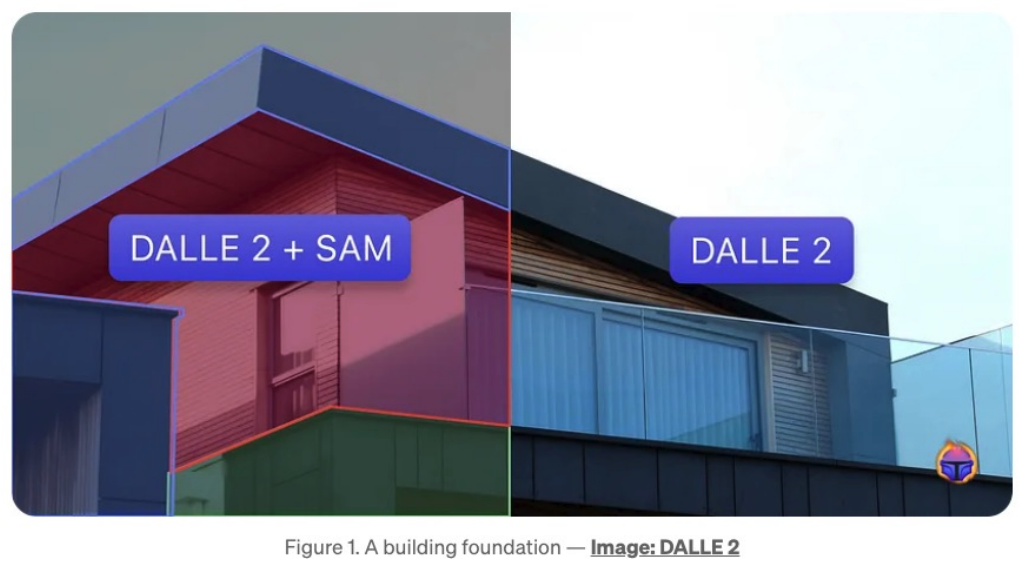 DALLE 2 + SAM
DALLE 2
Figure 1. A building foundation — Image: DALLE 2